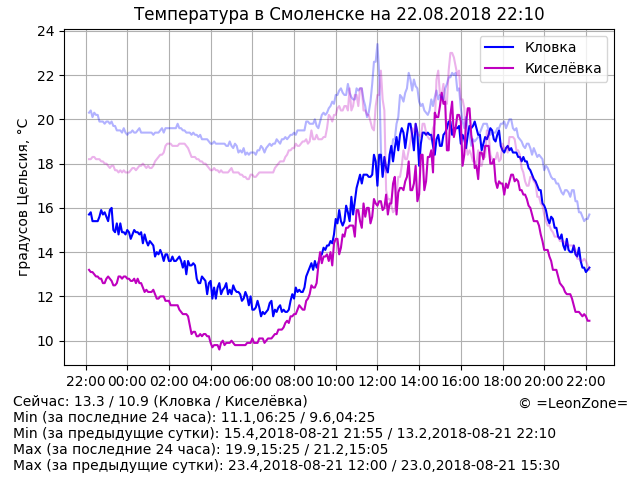 Температура в Смоленске на 22.08.2018 22:10
Кловка
Киселёвка
градусов Цельсия, °C
24
22
20
18
16
14
12
10
22:00 00:00 02:00 04:00 06:00 08:00 10:00 12:00 14:00 16:00 18:00 20:00 22:00
Сейчас: 13.3 / 10.9 (Кловка / Киселёвка)
© =LeonZone=
Min (за последние 24 часа): 11.1,06:25 / 9.6,04:25
Min (за предыдущие сутки): 15.4,2018-08-21 21:55 / 13.2,2018-08-21 22:10
Max (за последние 24 часа): 19.9,15:25 / 21.2,15:05
Max (за предыдущие сутки): 23.4,2018-08-21 12:00 / 23.0,2018-08-21 15:30